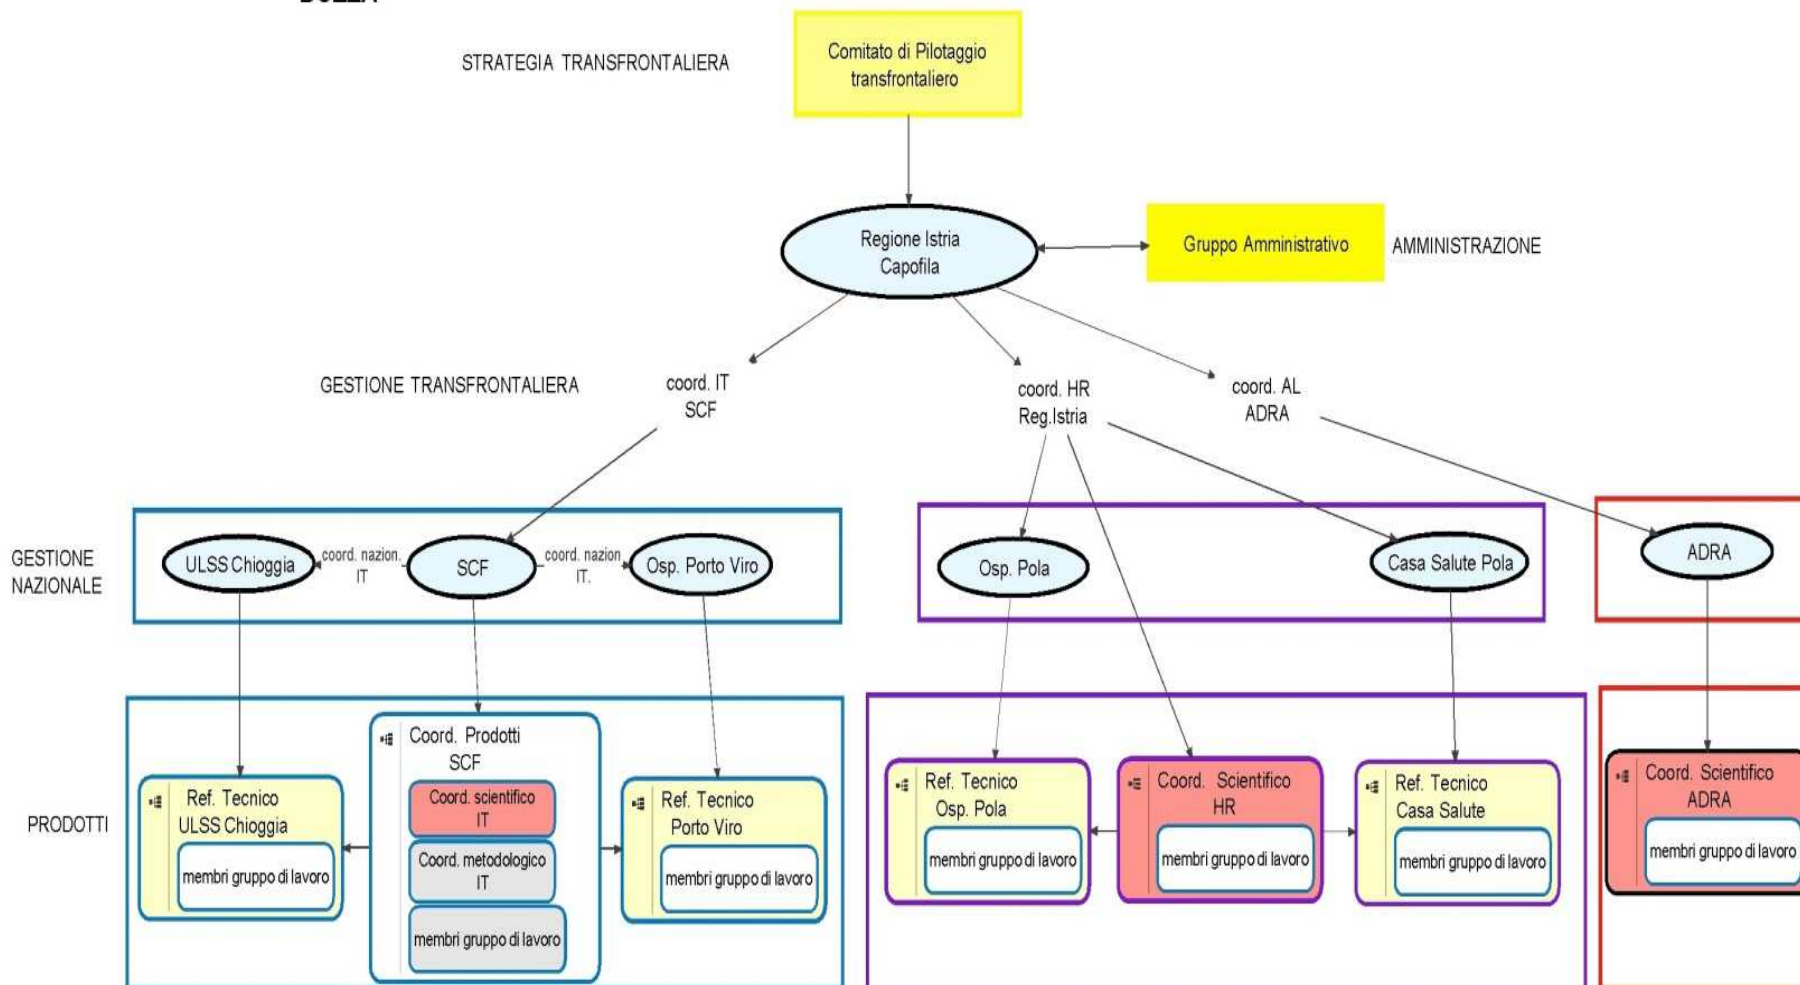 STRATEGIA TRANSFRONTALIERA
Comitato di Pilotaggio
transfrontaliero
Regione Istria
Capofila
Gruppo Amministrativo
AMMINISTRAZIONE
GESTIONE TRANSFRONTALIERA
coord. IT
SCF
coord. HR
Reg.Istria
coord. AL
ADRA
GESTIONE
NAZIONALE
ULSS Chioggia
coord. nazion.
IT
SCF
coord. nazion
IT.
Osp. Porto Viro
Osp. Pola
Casa Salute Pola
ADRA
PRODOTTI
Ref. Tecnico
ULSS Chioggia
membri gruppo di lavoro
Coord. Prodotti
SCF
Coord. scientifico
IT
Coord. metodologico
IT
membri gruppo di lavoro
Ref. Tecnico
Porto Viro
membri gruppo di lavoro
Ref. Tecnico
Osp. Pola
membri gruppo di lavoro
Coord. Scientifico
HR
membri gruppo di lavoro
Ref. Tecnico
Casa Salute
membri gruppo di lavoro
Coord. Scientifico
ADRA
membri gruppo di lavoro